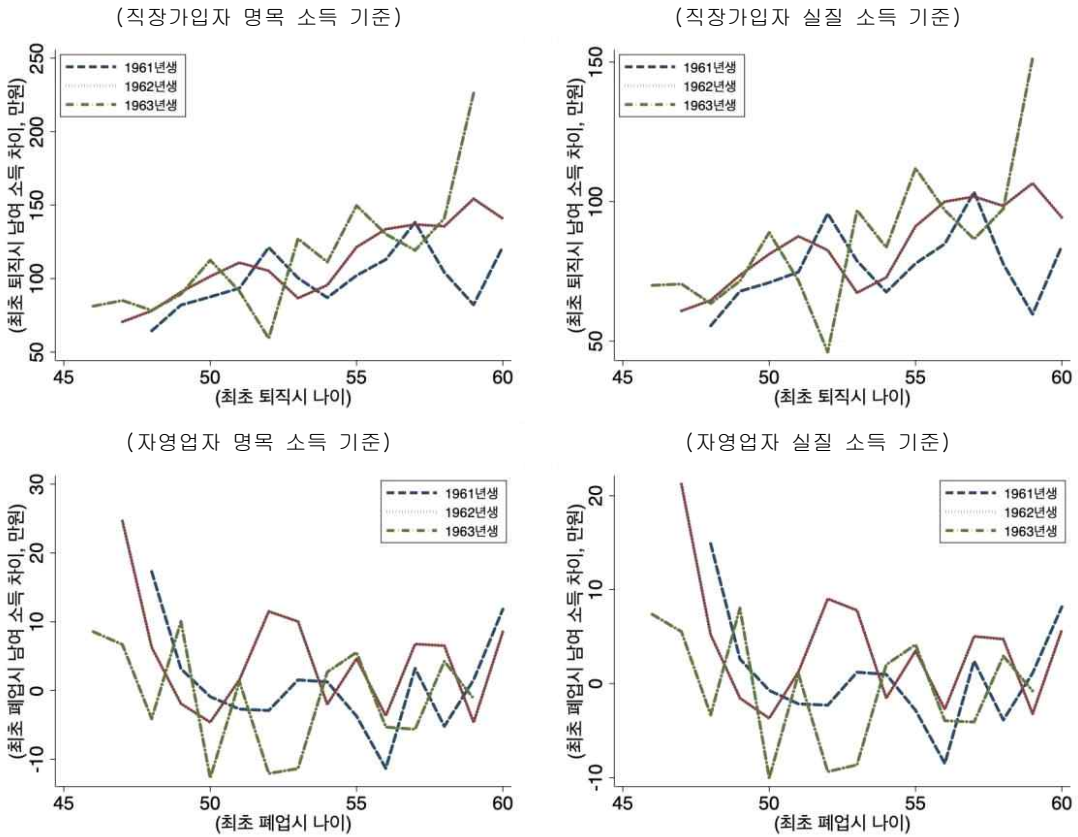 (직장가입자 명목 소득 기준)
(최초 퇴직시 남여 소득 차이, 만원)
250
200
150
100
50
1961년생
1962년생
1963년생
45
50
55
60
(최초 퇴직시 나이)
(직장가입자 실질 소득 기준)
(최초 퇴직시 남여 소득 차이, 만원)
150
100
50
1961년생
1962년생
1963년생
45
50
55
60
(최초 퇴직시 나이)
(자영업자 명목 소득 기준)
(최초 폐업시 남여 소득 차이, 만원)
30
20
10
0
-10
1961년생
1962년생
1963년생
45
50
55
60
(최초 폐업시 나이)
(자영업자 실질 소득 기준)
(최초 폐업시 남여 소득 차이, 만원)
20
10
0
-10
1961년생
1962년생
1963년생
45
50
55
60
(최초 폐업시 나이)